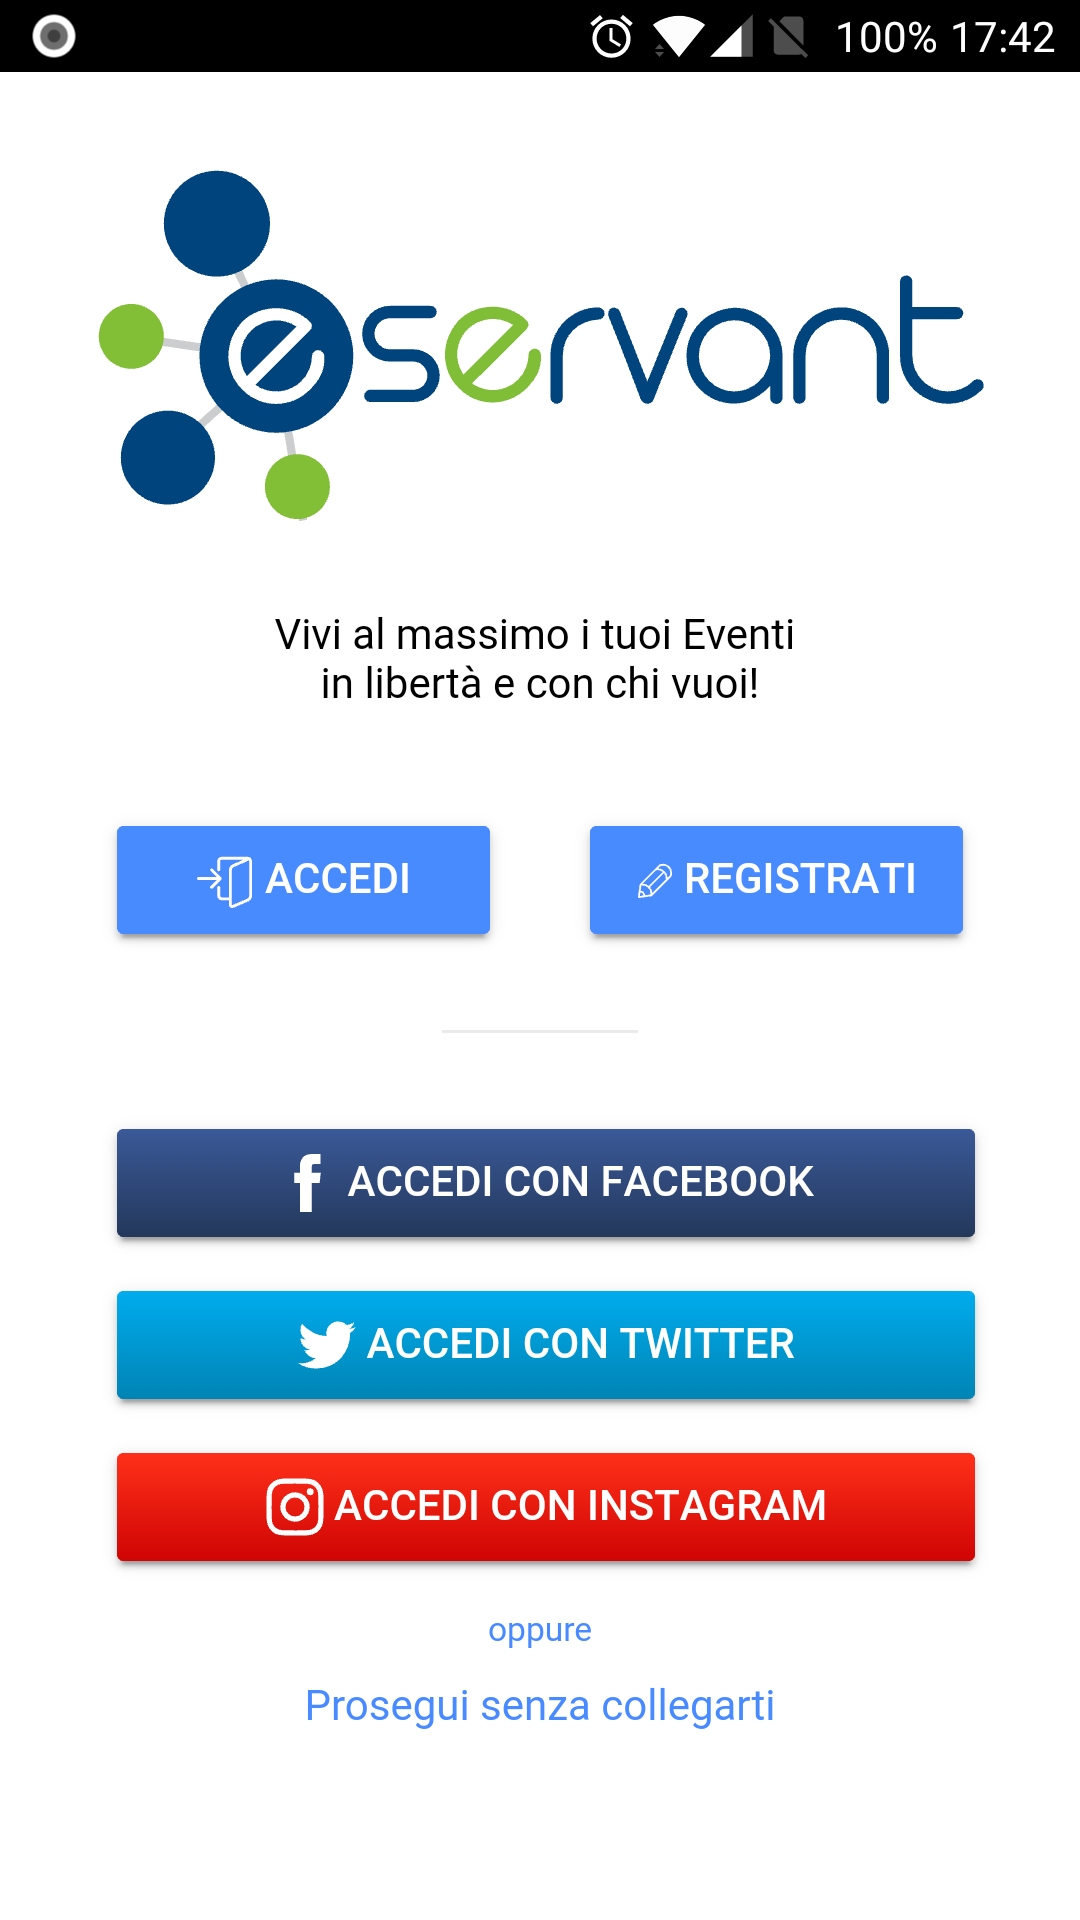 100% 17:42
eservant
Vivi al massimo i tuoi Eventi
in libertà e con chi vuoi!
ACCEDI
REGISTRATI
ACCEDI CON FACEBOOK
ACCEDI CON TWITTER
ACCEDI CON INSTAGRAM
oppure
Prosegui senza collegarti